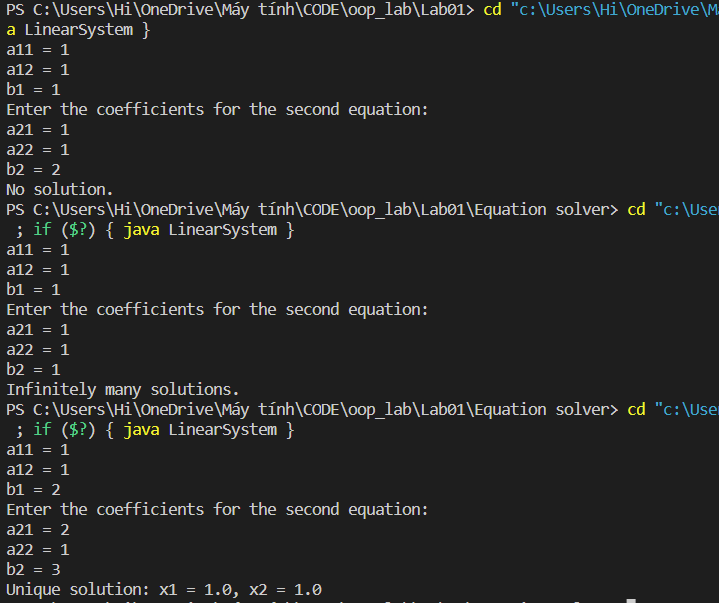 PS C:\Users\Hi\OneDrive\Máy tính\CODE\oop_lab\Lab01> cd "c:\Users\Hi\OneDrive\M
a LinearSystem }
a11 = 1
a12 = 1
b1 = 1
Enter the coefficients for the second equation:
a21 = 1
a22 = 1
b2 = 2
No solution.
PS C:\Users\Hi\OneDrive\Máy tính\CODE\oop_lab\Lab01\Equation solver> cd "c:\Use
; if ($?) { java LinearSystem }
a11 = 1
a12 = 1
b1 = 1
Enter the coefficients for the second equation:
a21 = 1
a22 = 1
b2 = 1
Infinitely many solutions.
PS C:\Users\Hi\OneDrive\Máy tính\CODE\oop_lab\Lab01\Equation solver> cd "c:\Use
; if ($?) { java LinearSystem }
a11 = 1
a12 = 1
b1 = 2
Enter the coefficients for the second equation:
a21 = 2
a22 = 1
b2 = 3
Unique solution: x1 = 1.0, x2 = 1.0